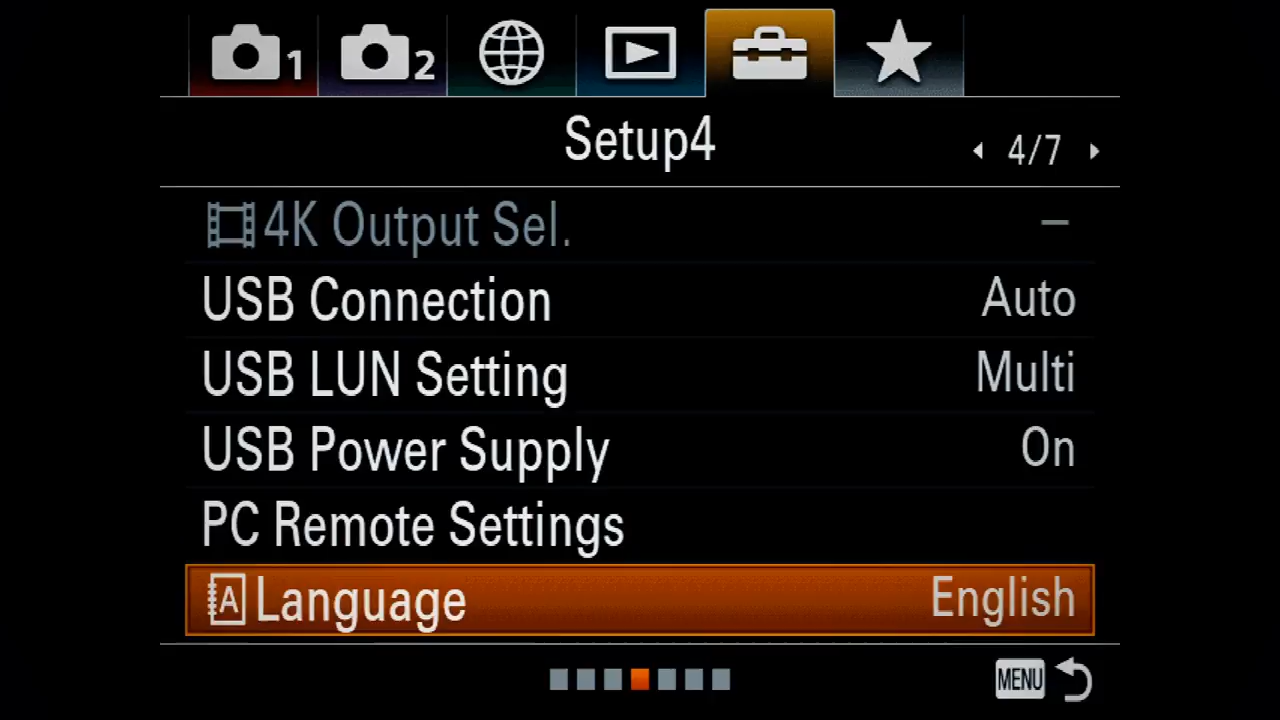 1 2
Setup4 4/7
4K Output Sel. –
USB Connection Auto
USB LUN Setting Multi
USB Power Supply On
PC Remote Settings
A Language English
MENU